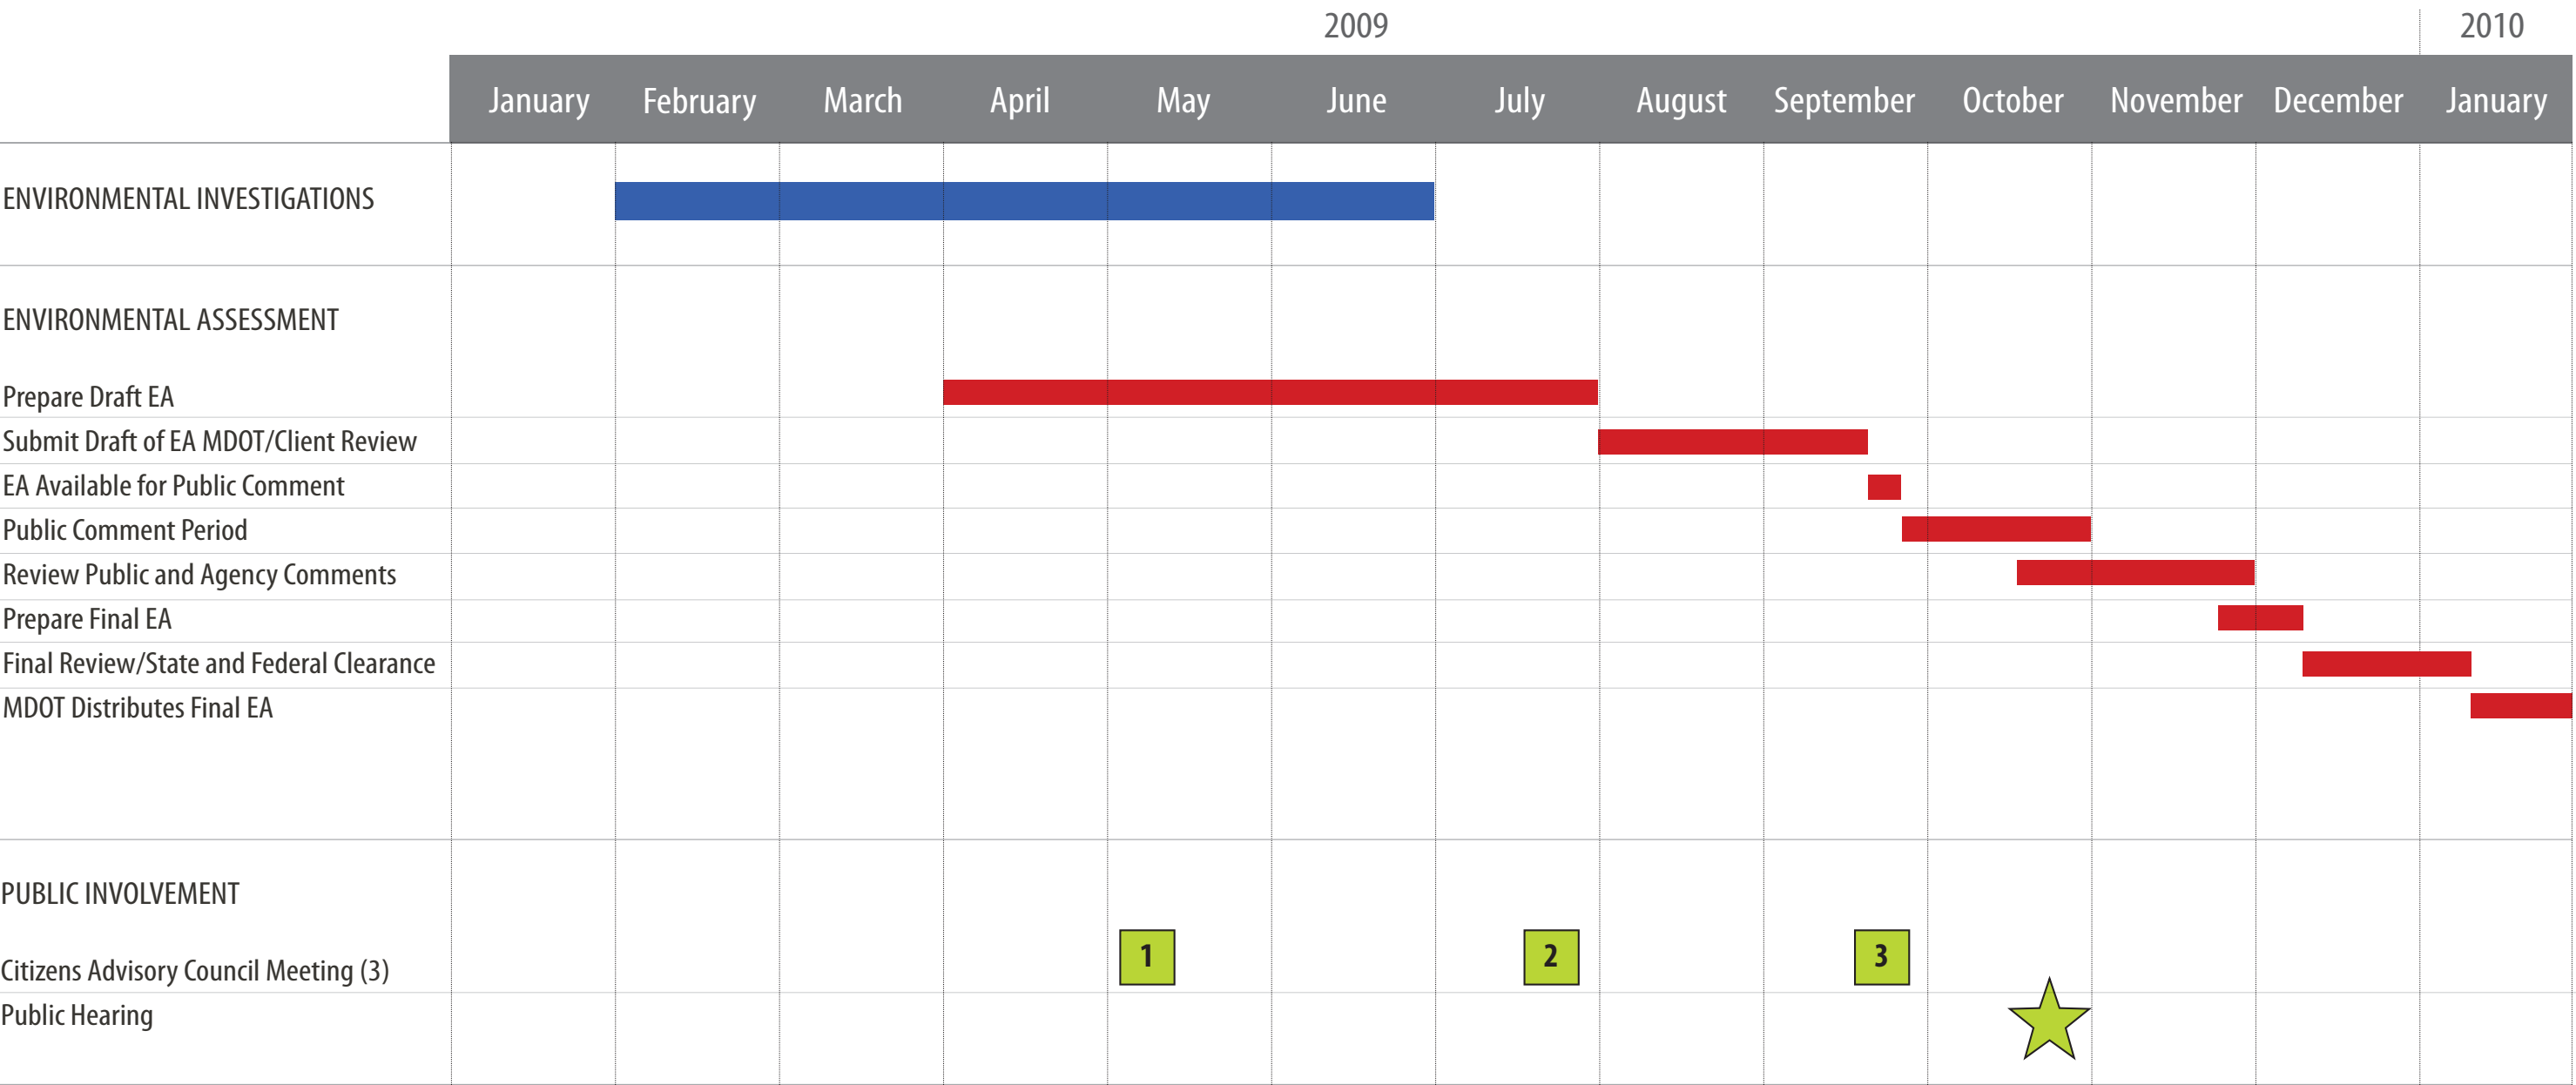 2009
2010
January February March April May June July August September October November December January
ENVIRONMENTAL INVESTIGATIONS
ENVIRONMENTAL ASSESSMENT
Prepare Draft EA
Submit Draft of EA MDOT/Client Review
EA Available for Public Comment
Public Comment Period
Review Public and Agency Comments
Prepare Final EA
Final Review/State and Federal Clearance
MDOT Distributes Final EA
PUBLIC INVOLVEMENT
1 2 3
Citizens Advisory Council Meeting (3)
Public Hearing